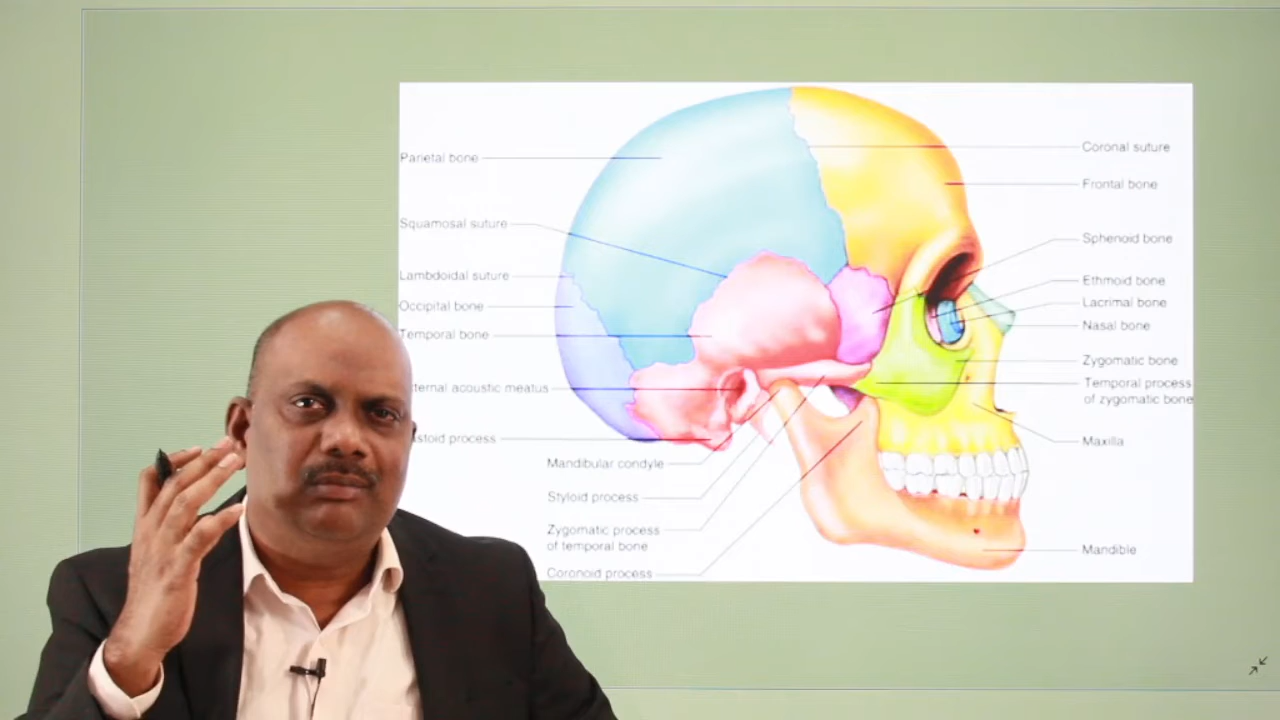 Parietal bone
Squamosal suture
Lambdoidal suture
Occipital bone
Temporal bone
ternal acoustic meatus
astoid process
Mandibular condyle
Styloid process
Zygomatic process
of temporal bone
Coronoid process
Coronal suture
Frontal bone
Sphenoid bone
Ethmoid bone
Lacrimal bone
Nasal bone
Zygomatic bone
Temporal process
of zygomatic bone
Maxilla
Mandible